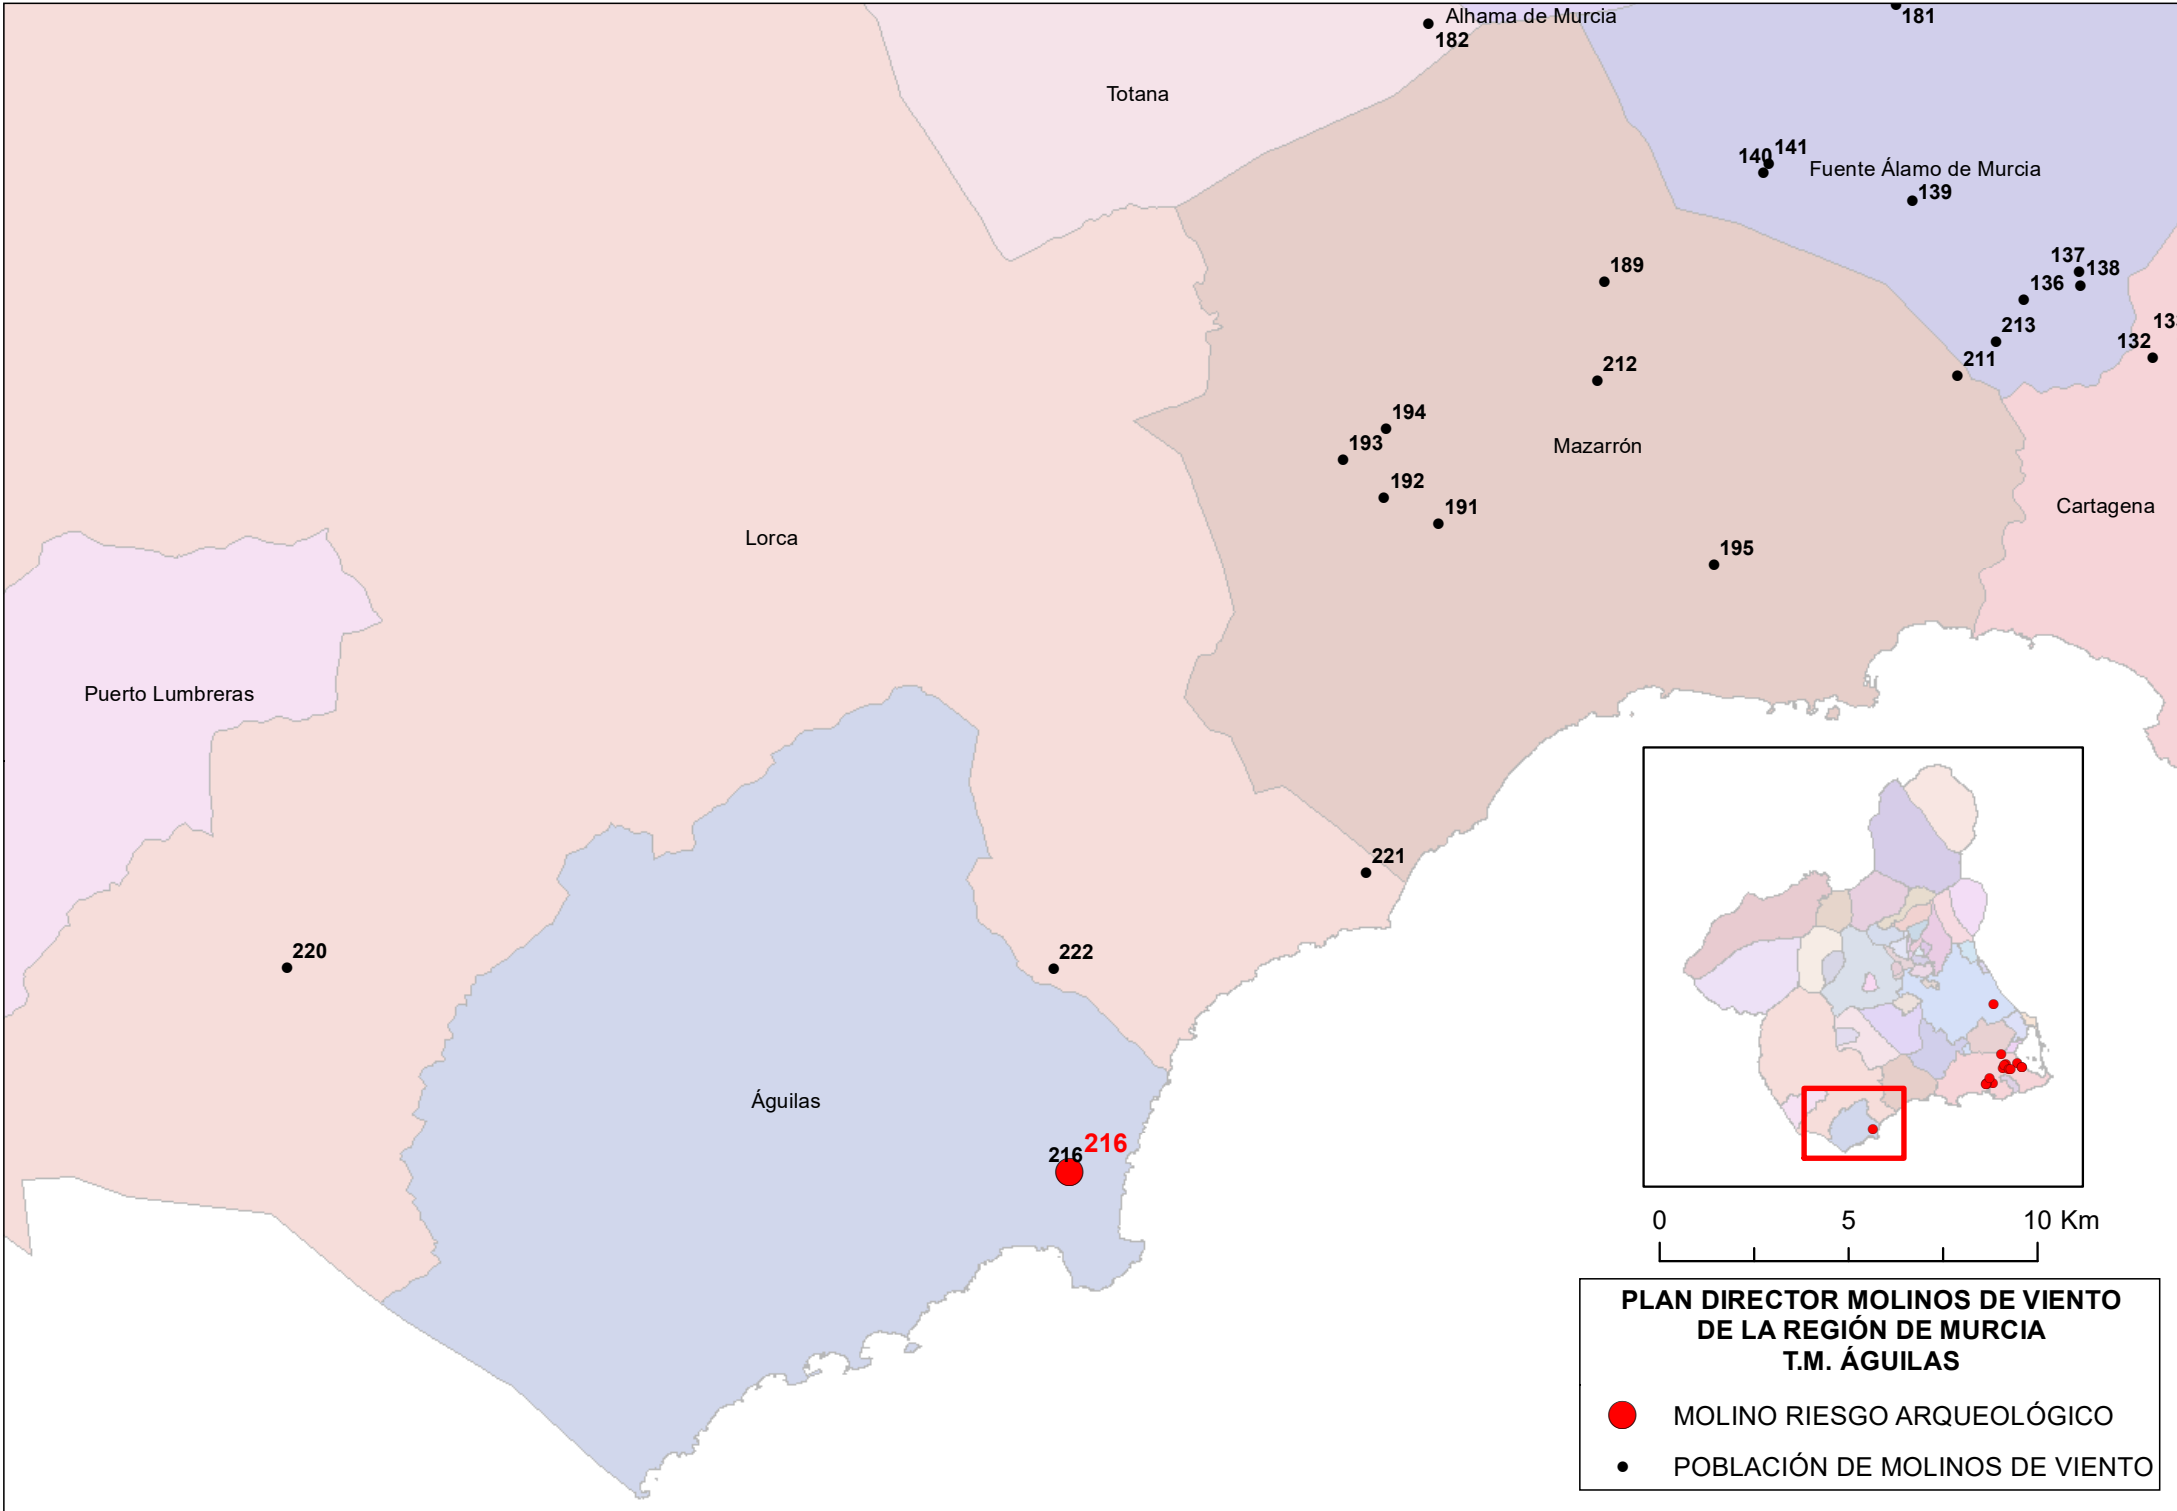 Alhama de Murcia
181
182
Totana
140
141
Fuente Álamo de Murcia
139
137
138
189
136
213
132
211
212
194
193
Mazarrón
192
191
Cartagena
Lorca
195
Puerto Lumbreras
221
220
222
Águilas
216
216
0 5 10 Km
PLAN DIRECTOR MOLINOS DE VIENTO
DE LA REGIÓN DE MURCIA
T.M. ÁGUILAS
MOLINO RIESGO ARQUEOLÓGICO
POBLACIÓN DE MOLINOS DE VIENTO